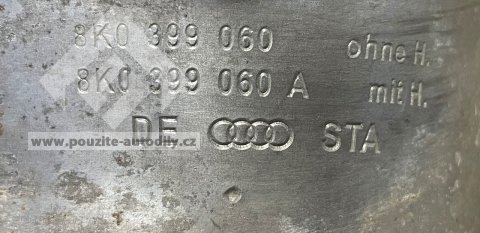 8K0 399 060 ohne H.
8K0 399 060 A mit H.
DE STA
www.pouzite-autodily.cz